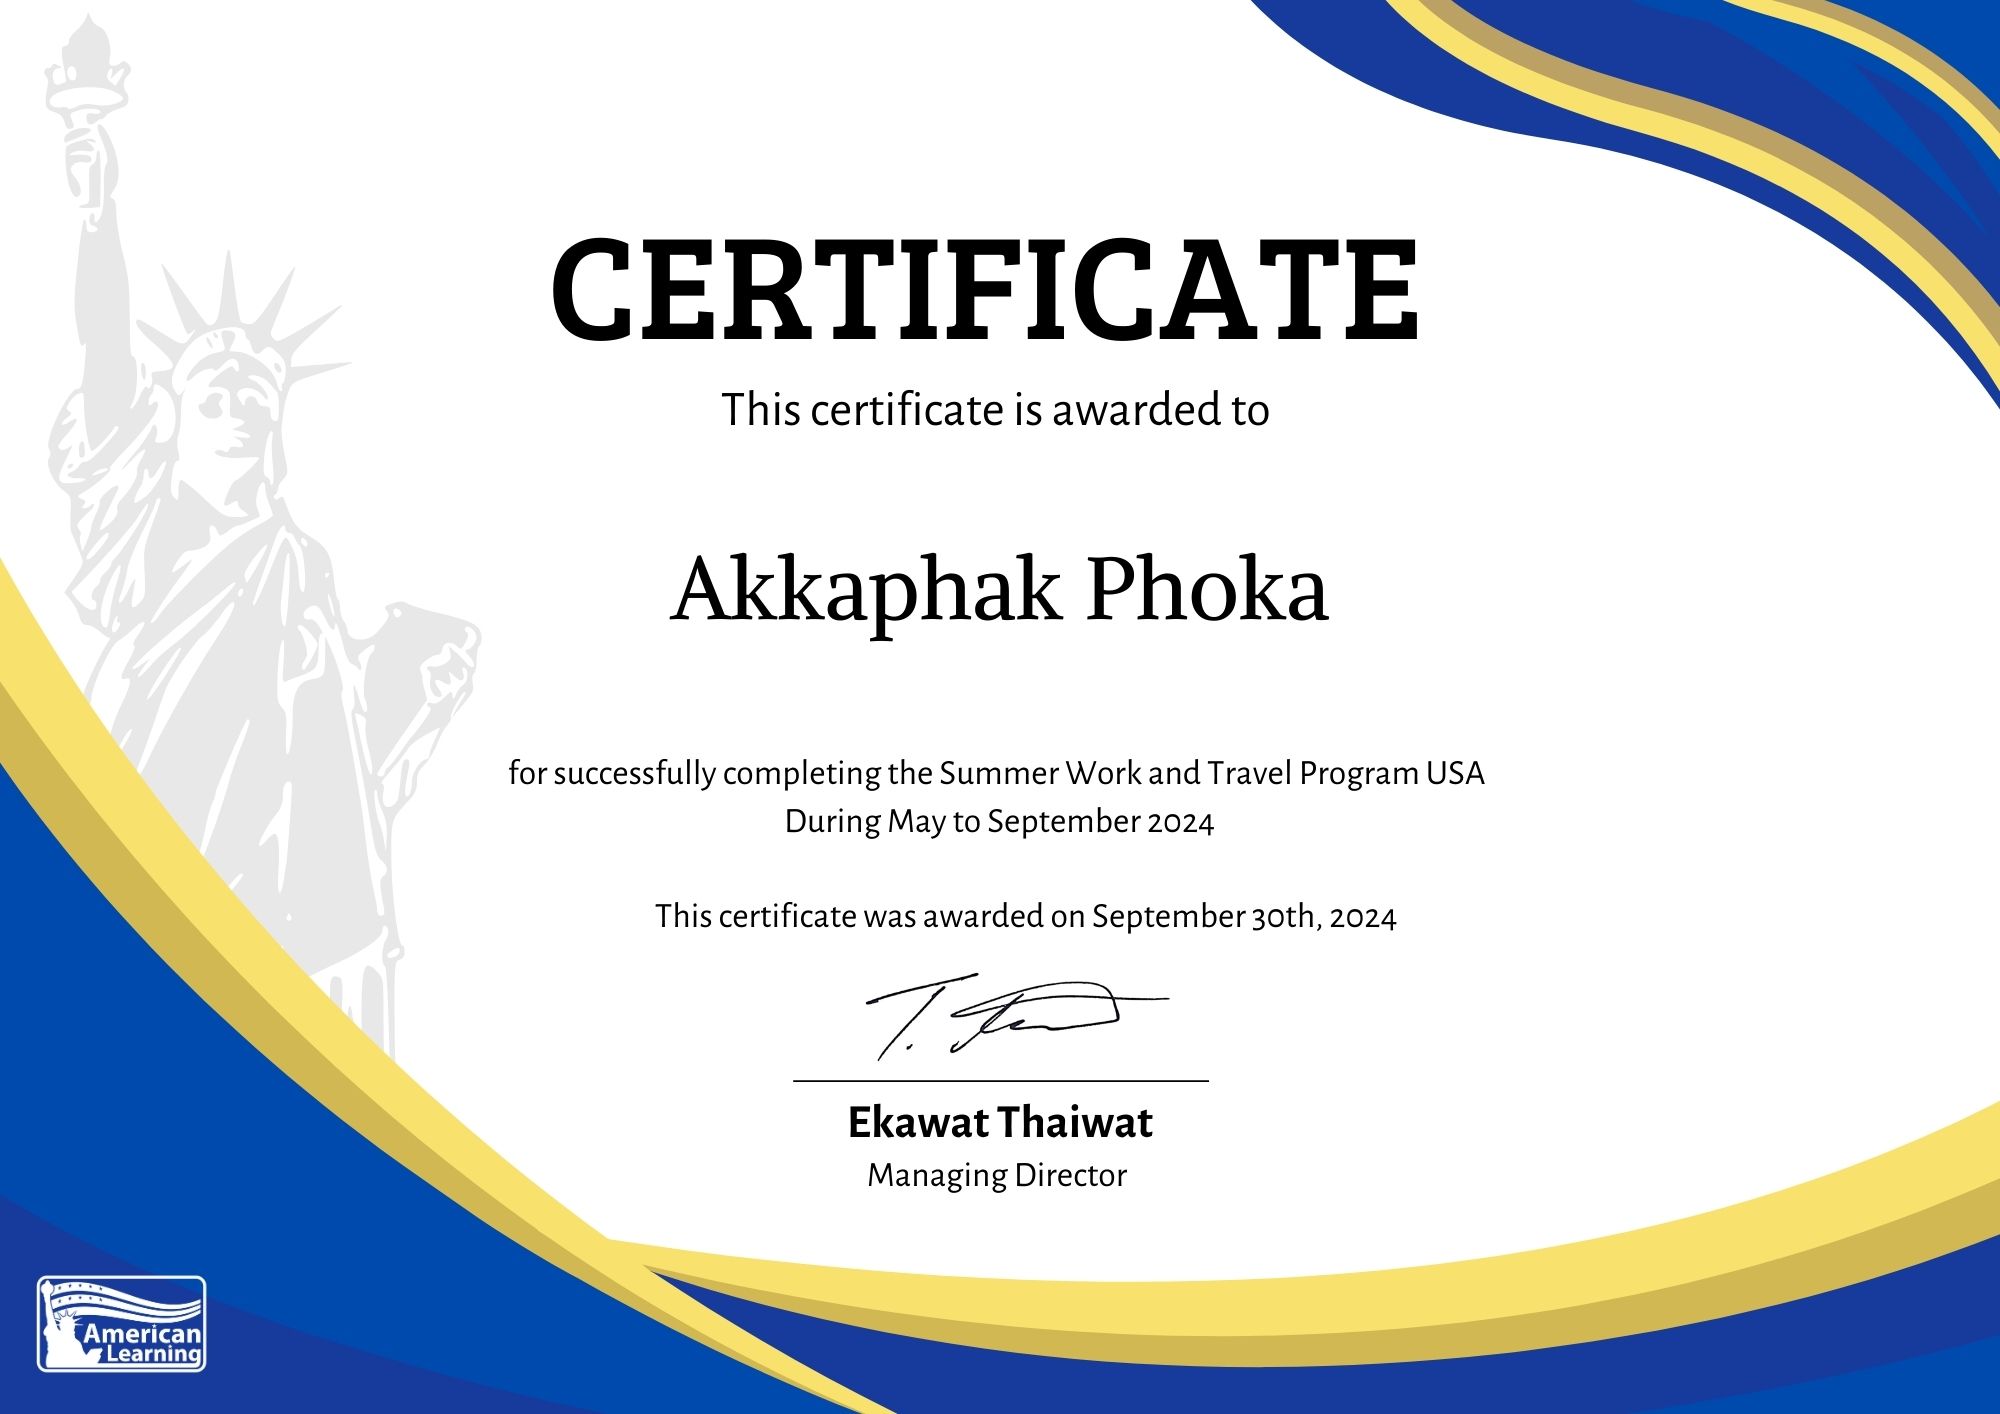 CERTIFICATE
This certificate is awarded to
Akkaphak Phoka
for successfully completing the Summer Work and Travel Program USA
During May to September 2024
This certificate was awarded on September 30th, 2024
Ekawat Thaiwat
Managing Director
American
Learning